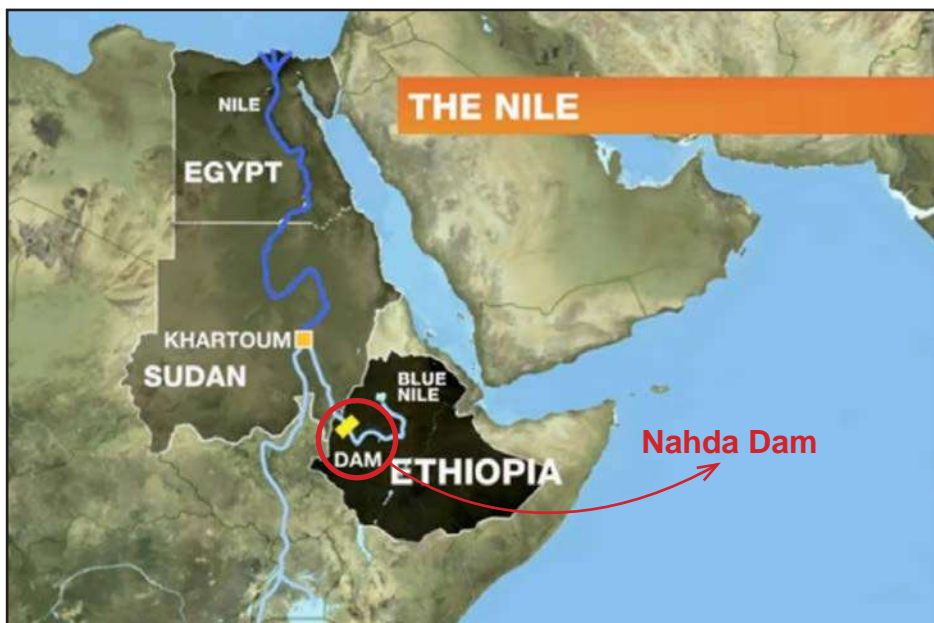 THE NILE
NILE
EGYPT
KHARTOUM
SUDAN
BLUE
NILE
DAM
ETHIOPIA
Nahda Dam